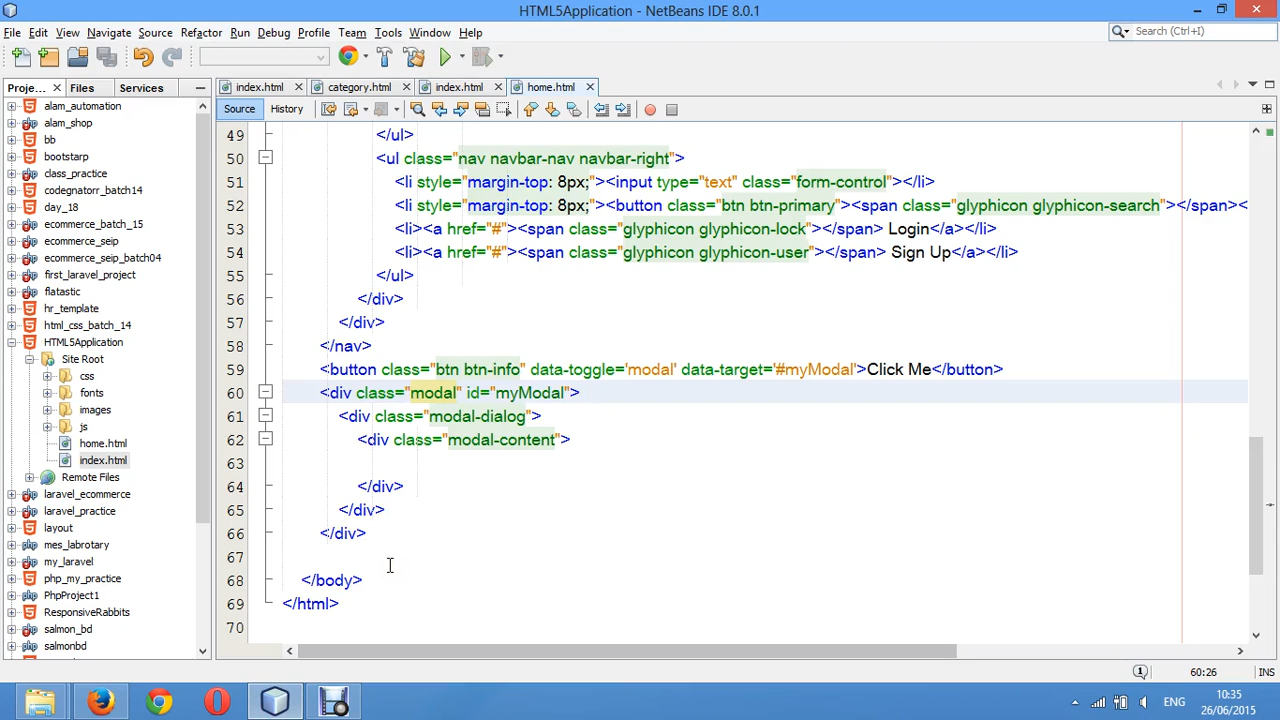 HTML5Application - NetBeans IDE 8.0.1
File Edit View Navigate Source Refactor Run Debug Profile Team Tools Window Help
Search (Ctrl+I)
Proje... Files Services
index.html category.html index.html home.html
Source History
alam_automation
alam_shop
bb
bootstarp
class_practice
codegnatorr_batch14
day_18
ecommerce_batch_15
ecommerce_seip
ecommerce_seip_batch04
first_laravel_project
flatastic
hr_template
html_css_batch_14
HTML5Application
Site Root
css
fonts
images
js
home.html
index.html
Remote Files
laravel_ecommerce
laravel_practice
layout
mes_labrotary
my_laravel
php_my_practice
PhpProject1
ResponsiveRabbits
salmon_bd
salmonbd
49 </ul>
50 <ul class="nav navbar-nav navbar-right">
51 <li style="margin-top: 8px;"><input type="text" class="form-control"></li>
52 <li style="margin-top: 8px;"><button class="btn btn-primary"><span class="glyphicon glyphicon-search"></span><
53 <li><a href="#"><span class="glyphicon glyphicon-lock"></span> Login</a></li>
54 <li><a href="#"><span class="glyphicon glyphicon-user"></span> Sign Up</a></li>
55 </ul>
56 </div>
57 </div>
58 </nav>
59 <button class="btn btn-info" data-toggle='modal' data-target='#myModal'>Click Me</button>
60 <div class="modal" id="myModal">
61 <div class="modal-dialog">
62 <div class="modal-content">
63
64 </div>
65 </div>
66 </div>
67
68 </body>
69 </html>
70
1 60:26 INS
ENG 10:35
26/06/2015